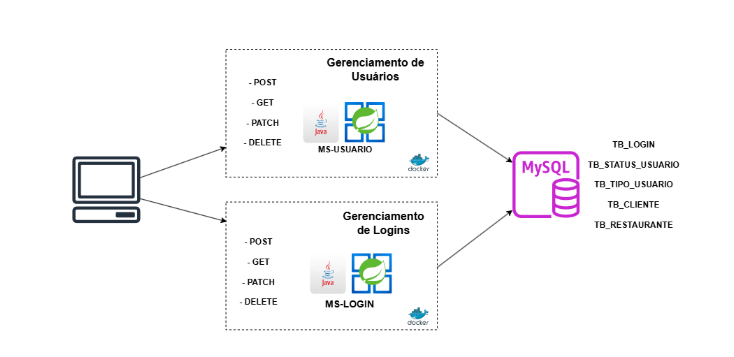 Gerenciamento de
Usuários
- POST
- GET
- PATCH
- DELETE
Java
MS-USUARIO
docker
Gerenciamento
de Logins
- POST
- GET
- PATCH
- DELETE
Java
MS-LOGIN
docker
MySQL
TB_LOGIN
TB_STATUS_USUARIO
TB_TIPO_USUARIO
TB_CLIENTE
TB_RESTAURANTE